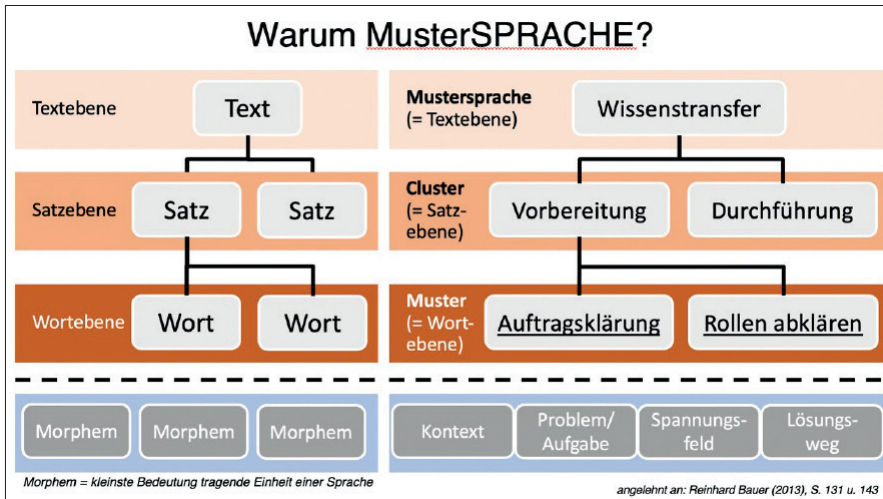 Warum MusterSPRACHE?
Textebene
Text
Satzebene
Satz
Satz
Wortebene
Wort
Wort
Morphem
Morphem
Morphem
Morphem = kleinste Bedeutung tragende Einheit einer Sprache
Mustersprache
(= Textebene)
Wissenstransfer
Cluster
(= Satz-
ebene)
Vorbereitung
Durchführung
Muster
(= Wort-
ebene)
Auftragsklärung
Rollen abklären
Kontext
Problem/
Aufgabe
Spannungs-
feld
Lösungs-
weg
angelehnt an: Reinhard Bauer (2013), S. 131 u. 143